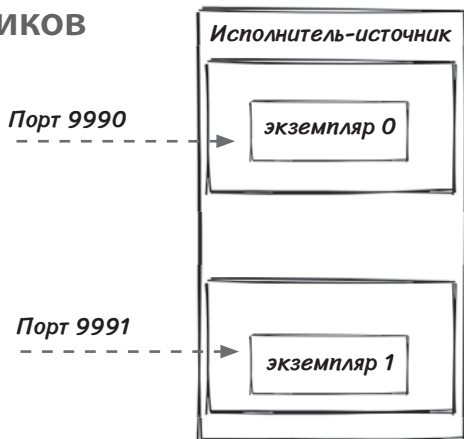 иков
Исполнитель-источник
Порт 9990
экземпляр 0
Порт 9991
экземпляр 1